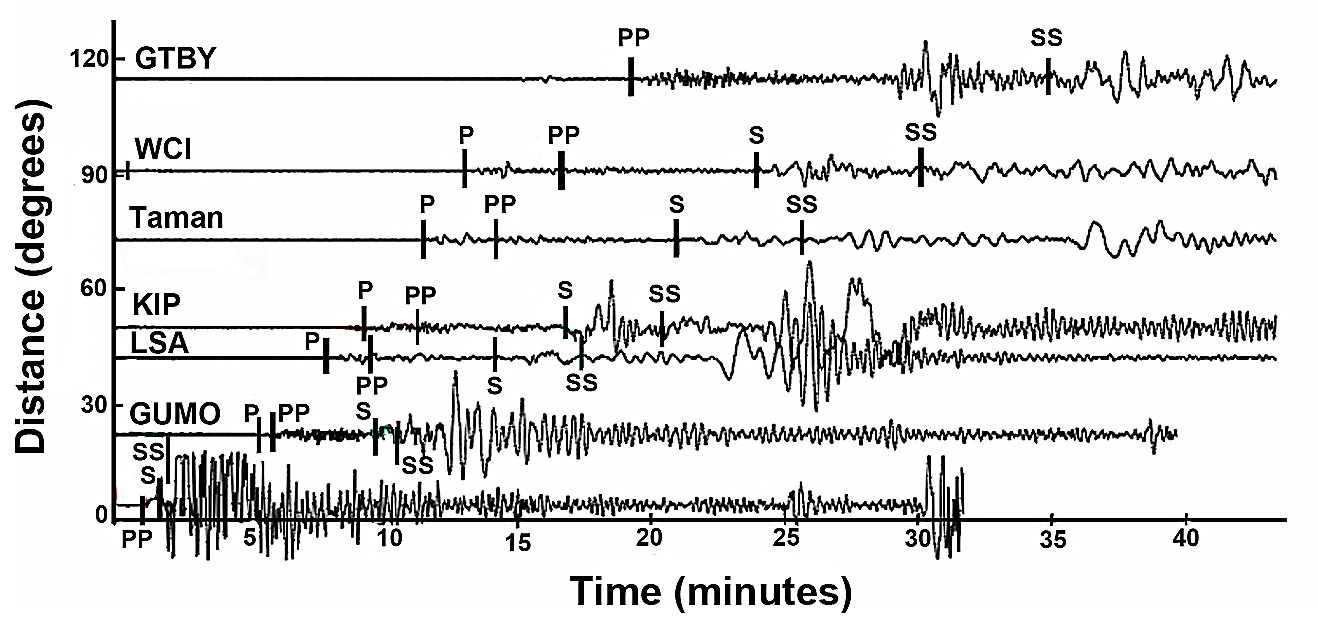 PP SS
120 GTBY
P PP S SS
WCI
90
P PP S SS
Taman
60 P PP S SS
KIP
LSA P
PP S SS
30
GUMO P PP S
SS SS
S
0
PP 5 10 15 20 25 30 35 40
Time (minutes)
Distance (degrees)